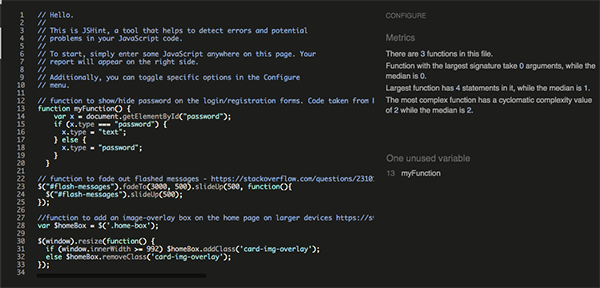 1 // Hello.
2 //
3 // This is JSHint, a tool that helps to detect errors and potential
4 // problems in your JavaScript code.
5 //
6 // To start, simply enter some JavaScript anywhere on this page. Your
7 // report will appear on the right side.
8 //
9 // Additionally, you can toggle specific options in the Configure
10 // menu.
11
12 // function to show/hide password on the login/registration forms. Code taken from
13 function myFunction() {
14 var x = document.getElementById("password");
15 if (x.type === "password") {
16 x.type = "text";
17 } else {
18 x.type = "password";
19 }
20 }
21
22 // function to fade out flashed messages - https://stackoverflow.com/questions/2310
23 $("#flash-messages").fadeTo(3000, 500).slideUp(500, function(){
24 $("#flash-messages").slideUp(500);
25 });
26
27 //function to add an image-overlay box on the home page on larger devices https://s
28 var $homeBox = $('.home-box');
29
30 $(window).resize(function() {
31 if (window.innerWidth >= 992) $homeBox.addClass('card-img-overlay');
32 else $homeBox.removeClass('card-img-overlay');
33 });
34
CONFIGURE
Metrics
There are 3 functions in this file.
Function with the largest signature take 0 arguments, while the
median is 0.
Largest function has 4 statements in it, while the median is 1.
The most complex function has a cyclomatic complexity value
of 2 while the median is 2.
One unused variable
13 myFunction